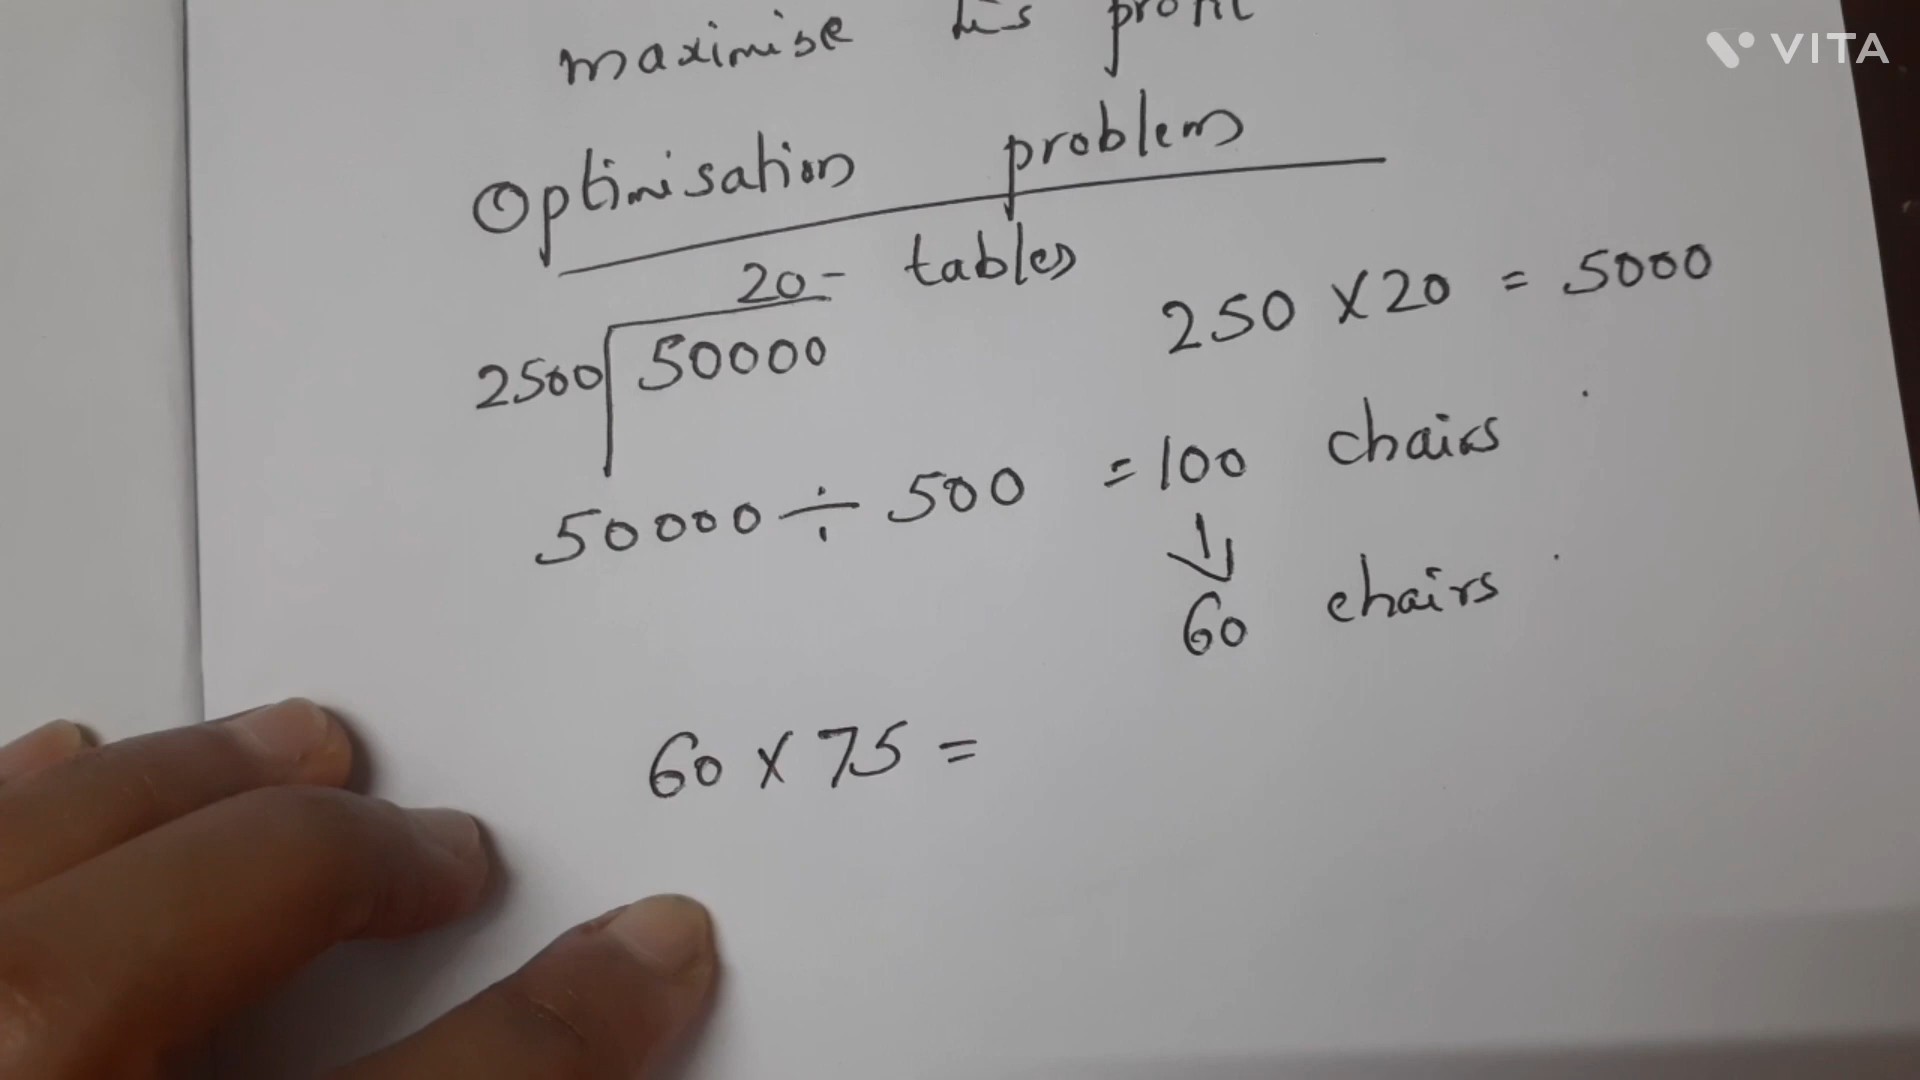 maximise his profit
VITA
Optimisation problem
20 - tables
2500 50000
250 X 20 = 5000
50000 ÷ 500 = 100 chairs
60 chairs
60 X 75 =